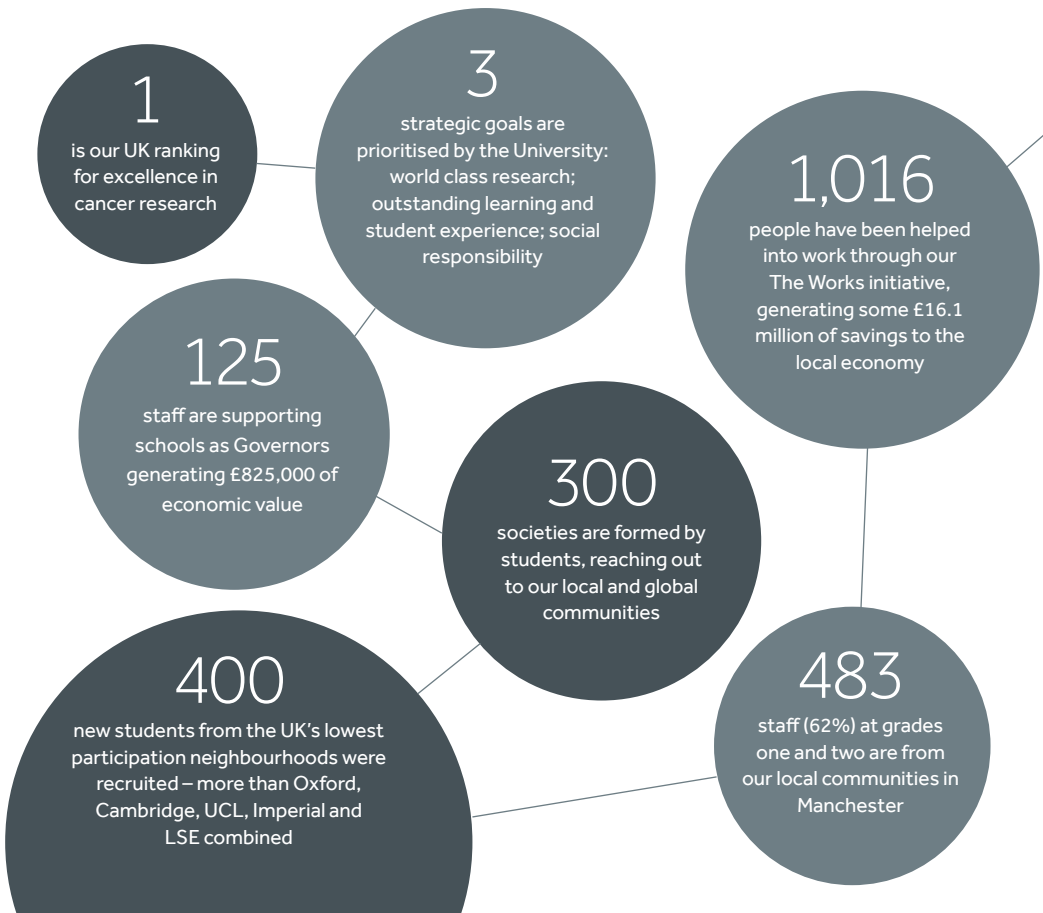 1
is our UK ranking
for excellence in
cancer research
3
strategic goals are
prioritised by the University:
world class research;
outstanding learning and
student experience; social
responsibility
1,016
people have been helped
into work through our
The Works initiative,
generating some £16.1
million of savings to the
local economy
125
staff are supporting
schools as Governors
generating £825,000 of
economic value
300
societies are formed by
students, reaching out
to our local and global
communities
400
new students from the UK's lowest
participation neighbourhoods were
recruited – more than Oxford,
Cambridge, UCL, Imperial and
LSE combined
483
staff (62%) at grades
one and two are from
our local communities in
Manchester